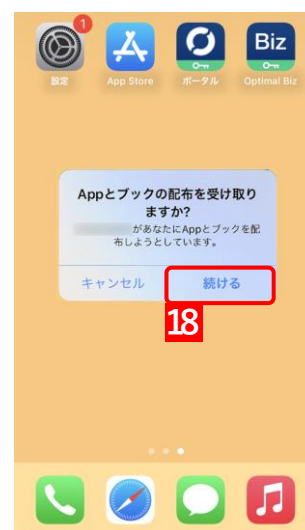 1
Biz
設定 App Store ポータル Optimal Biz
Appとブックの配布を受け取り
ますか?
があなたにAppとブックを配
布しようとしています。
キャンセル 続ける
18